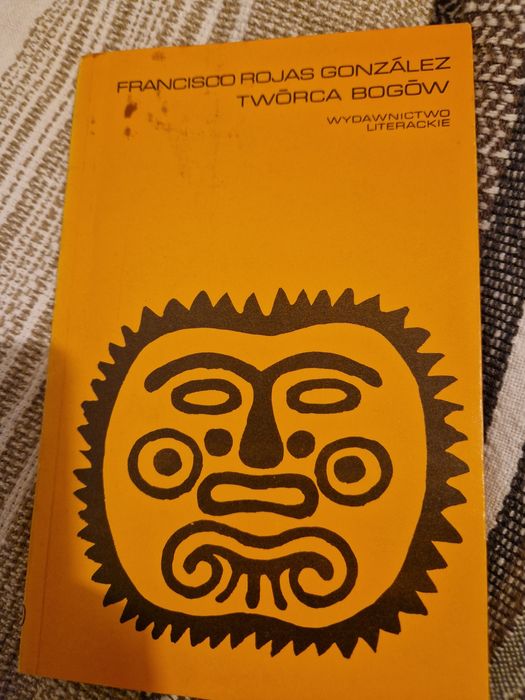 FRANCISCO ROJAS GONZÁLEZ
TWÓRCA BOGÓW
WYDAWNICTWO
LITERACKIE